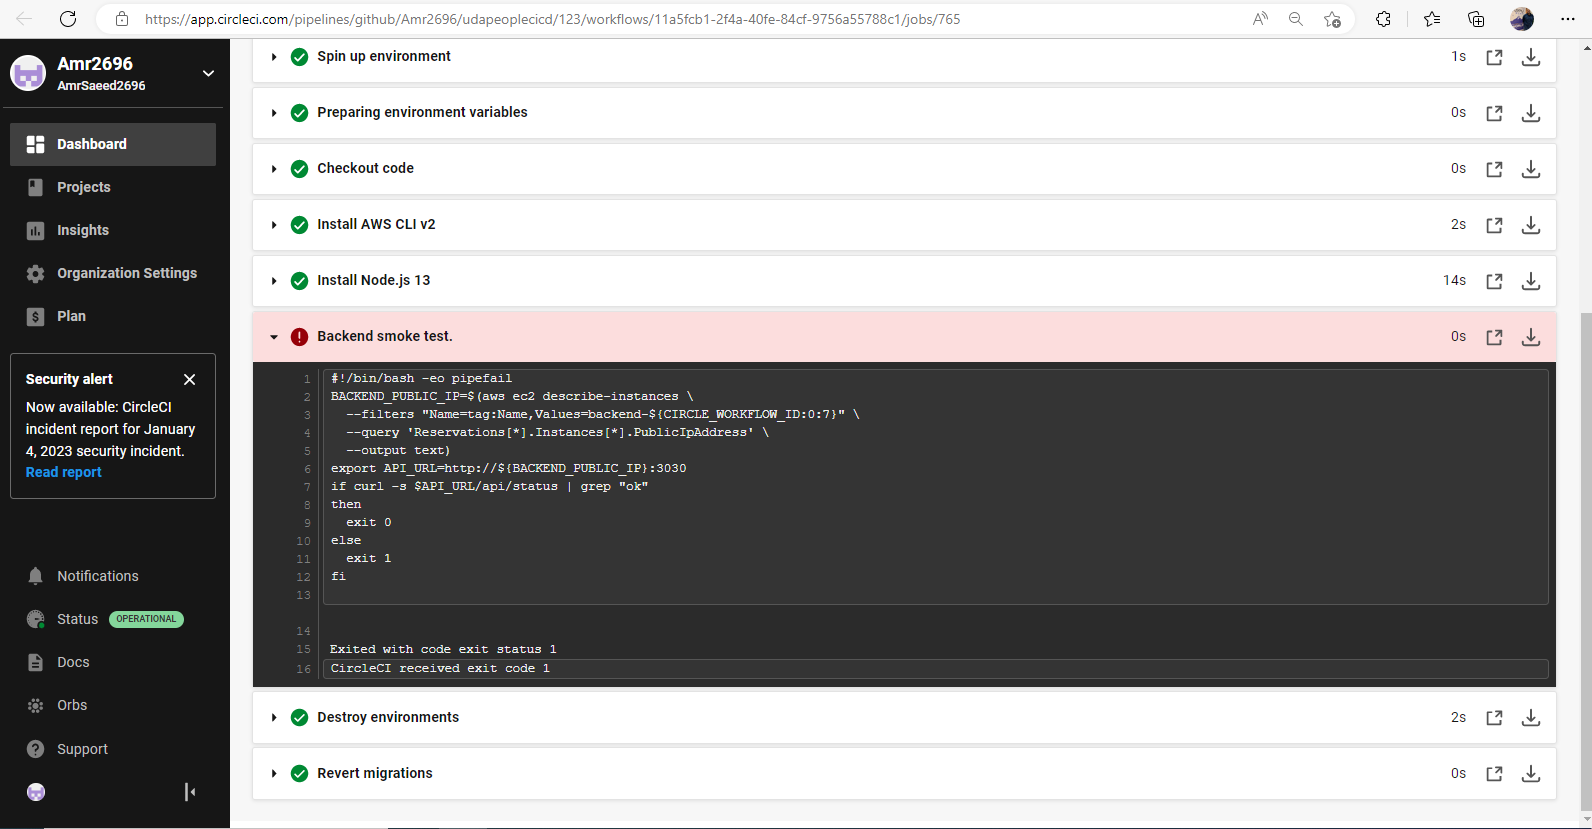 https://app.circleci.com/pipelines/github/Amr2696/udapeoplecicd/123/workflows/11a5fcb1-2f4a-40fe-84cf-9756a55788c1/jobs/765
Amr2696
AmrSaeed2696
Dashboard
Projects
Insights
Organization Settings
Plan
Security alert
Now available: CircleCI
incident report for January
4, 2023 security incident.
Read report
Notifications
Status OPERATIONAL
Docs
Orbs
Support
Spin up environment 1s
Preparing environment variables 0s
Checkout code 0s
Install AWS CLI v2 2s
Install Node.js 13 14s
Backend smoke test. 0s
1 #!/bin/bash -eo pipefail
2 BACKEND_PUBLIC_IP=$(aws ec2 describe-instances \
3 --filters "Name=tag:Name,Values=backend-${CIRCLE_WORKFLOW_ID:0:7}" \
4 --query 'Reservations[*].Instances[*].PublicIpAddress' \
5 --output text)
6 export API_URL=http://${BACKEND_PUBLIC_IP}:3030
7 if curl -s $API_URL/api/status | grep "ok"
8 then
9 exit 0
10 else
11 exit 1
12 fi
13
14
15 Exited with code exit status 1
16 CircleCI received exit code 1
Destroy environments 2s
Revert migrations 0s